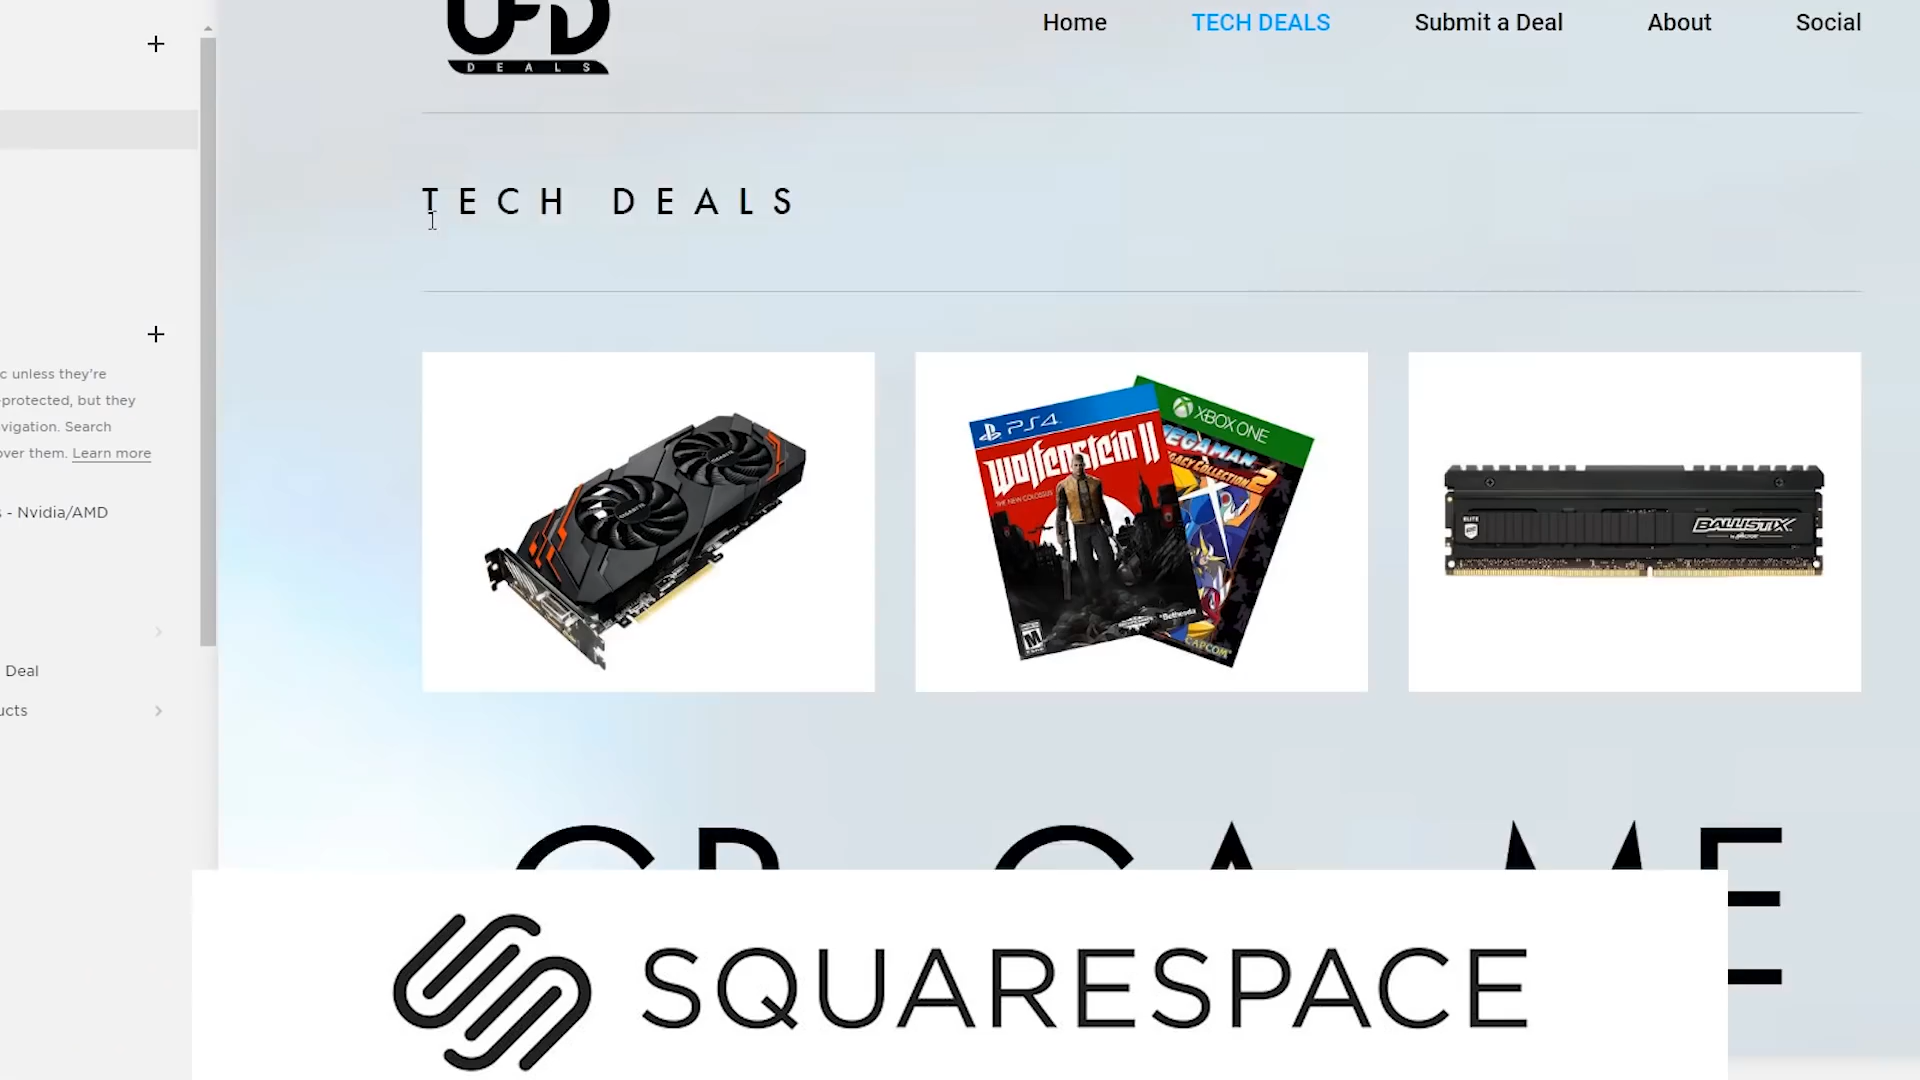 UFD
DEALS
Home
TECH DEALS
Submit a Deal
About
Social
TECH DEALS
c unless they're
-protected, but they
vigation. Search
over them. Learn more
s - Nvidia/AMD
Deal
ucts
PS4
Wolfenstein II
THE NEW COLOSSUS
Bethesda
M
XBOX ONE
MEGAMAN
LEGACY COLLECTION 2
CAPCOM
ELITE
BALLISTIX
SQUARESPACE